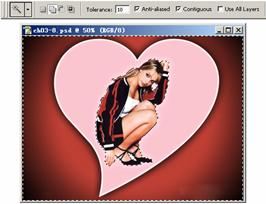 Tolerance: 10 Anti-aliased Contiguous Use All Layers
ch03-8.psd @ 50% (RGB/8)